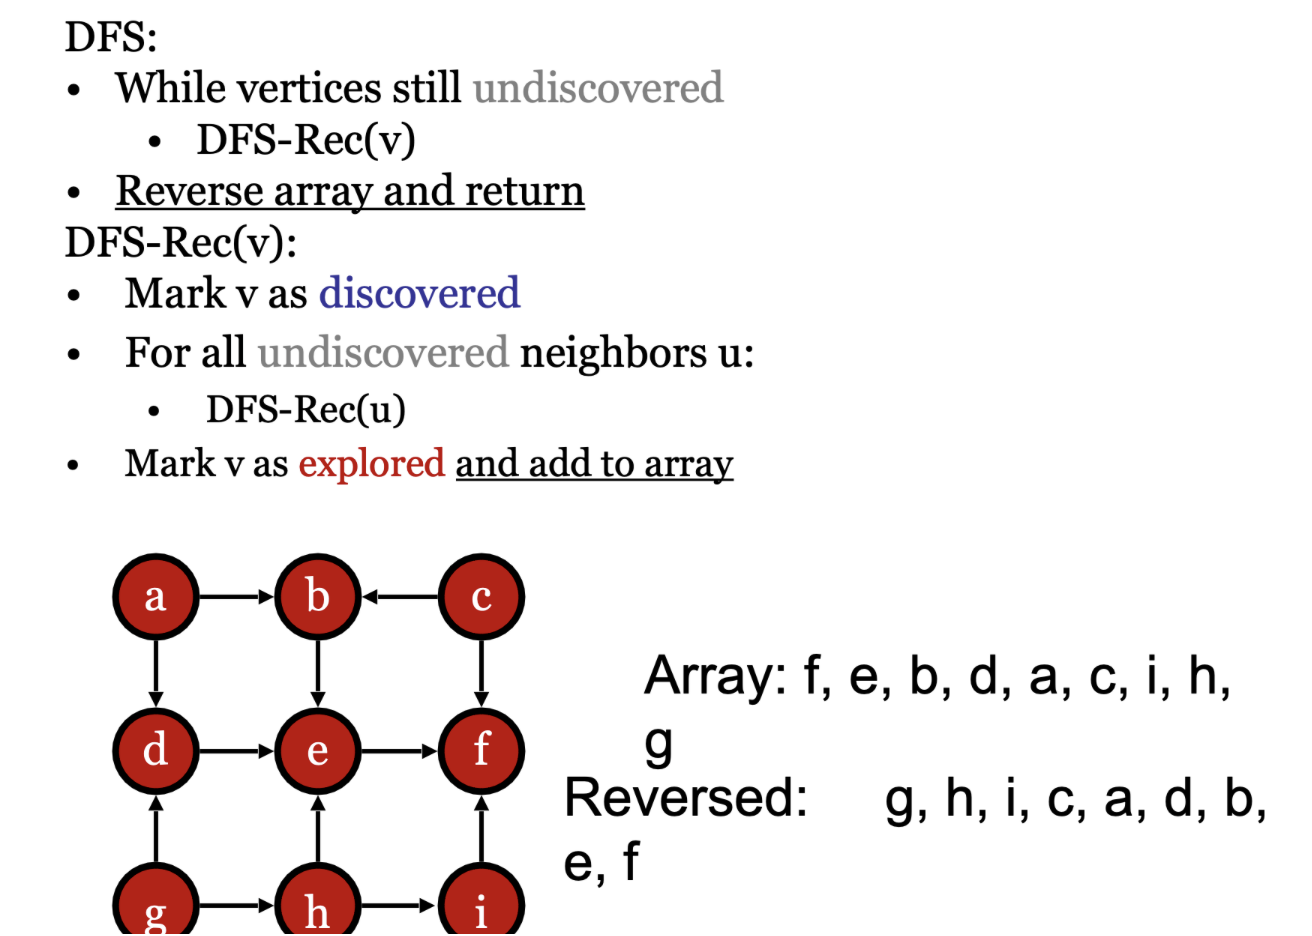 DFS:
• While vertices still undiscovered
• DFS-Rec(v)
• Reverse array and return
DFS-Rec(v):
• Mark v as discovered
• For all undiscovered neighbors u:
• DFS-Rec(u)
• Mark v as explored and add to array
a b c
d e f
g h i
Array: f, e, b, d, a, c, i, h,
g
Reversed: g, h, i, c, a, d, b,
e, f